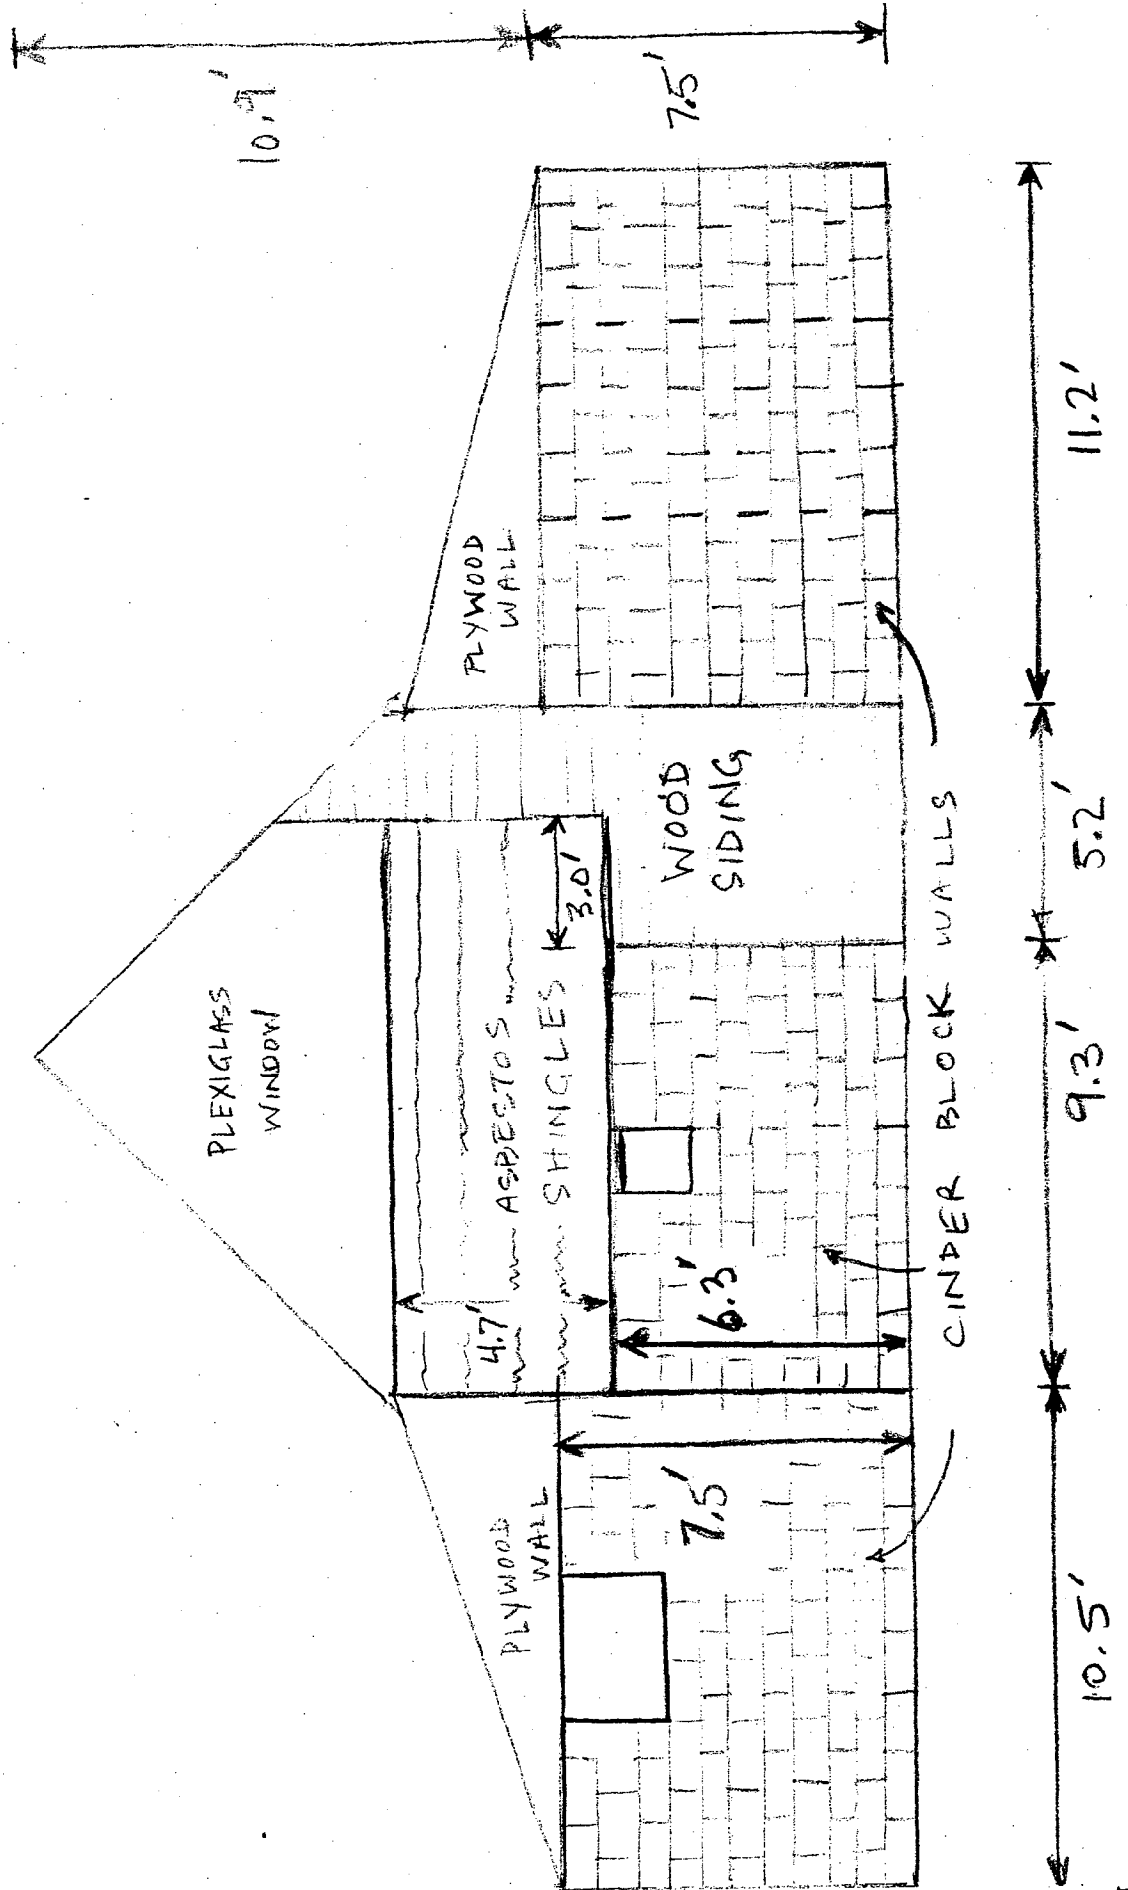 10.9'
7.5'
PLEXIGLASS
WINDOW
PLYWOOD
WALL
PLYWOOD
WALL
4.7'
ASBESTOS
SHINGLES
3.0'
7.5'
6.3'
WOOD
SIDING
CINDER BLOCK WALLS
10.5'
9.3'
5.2'
11.2'